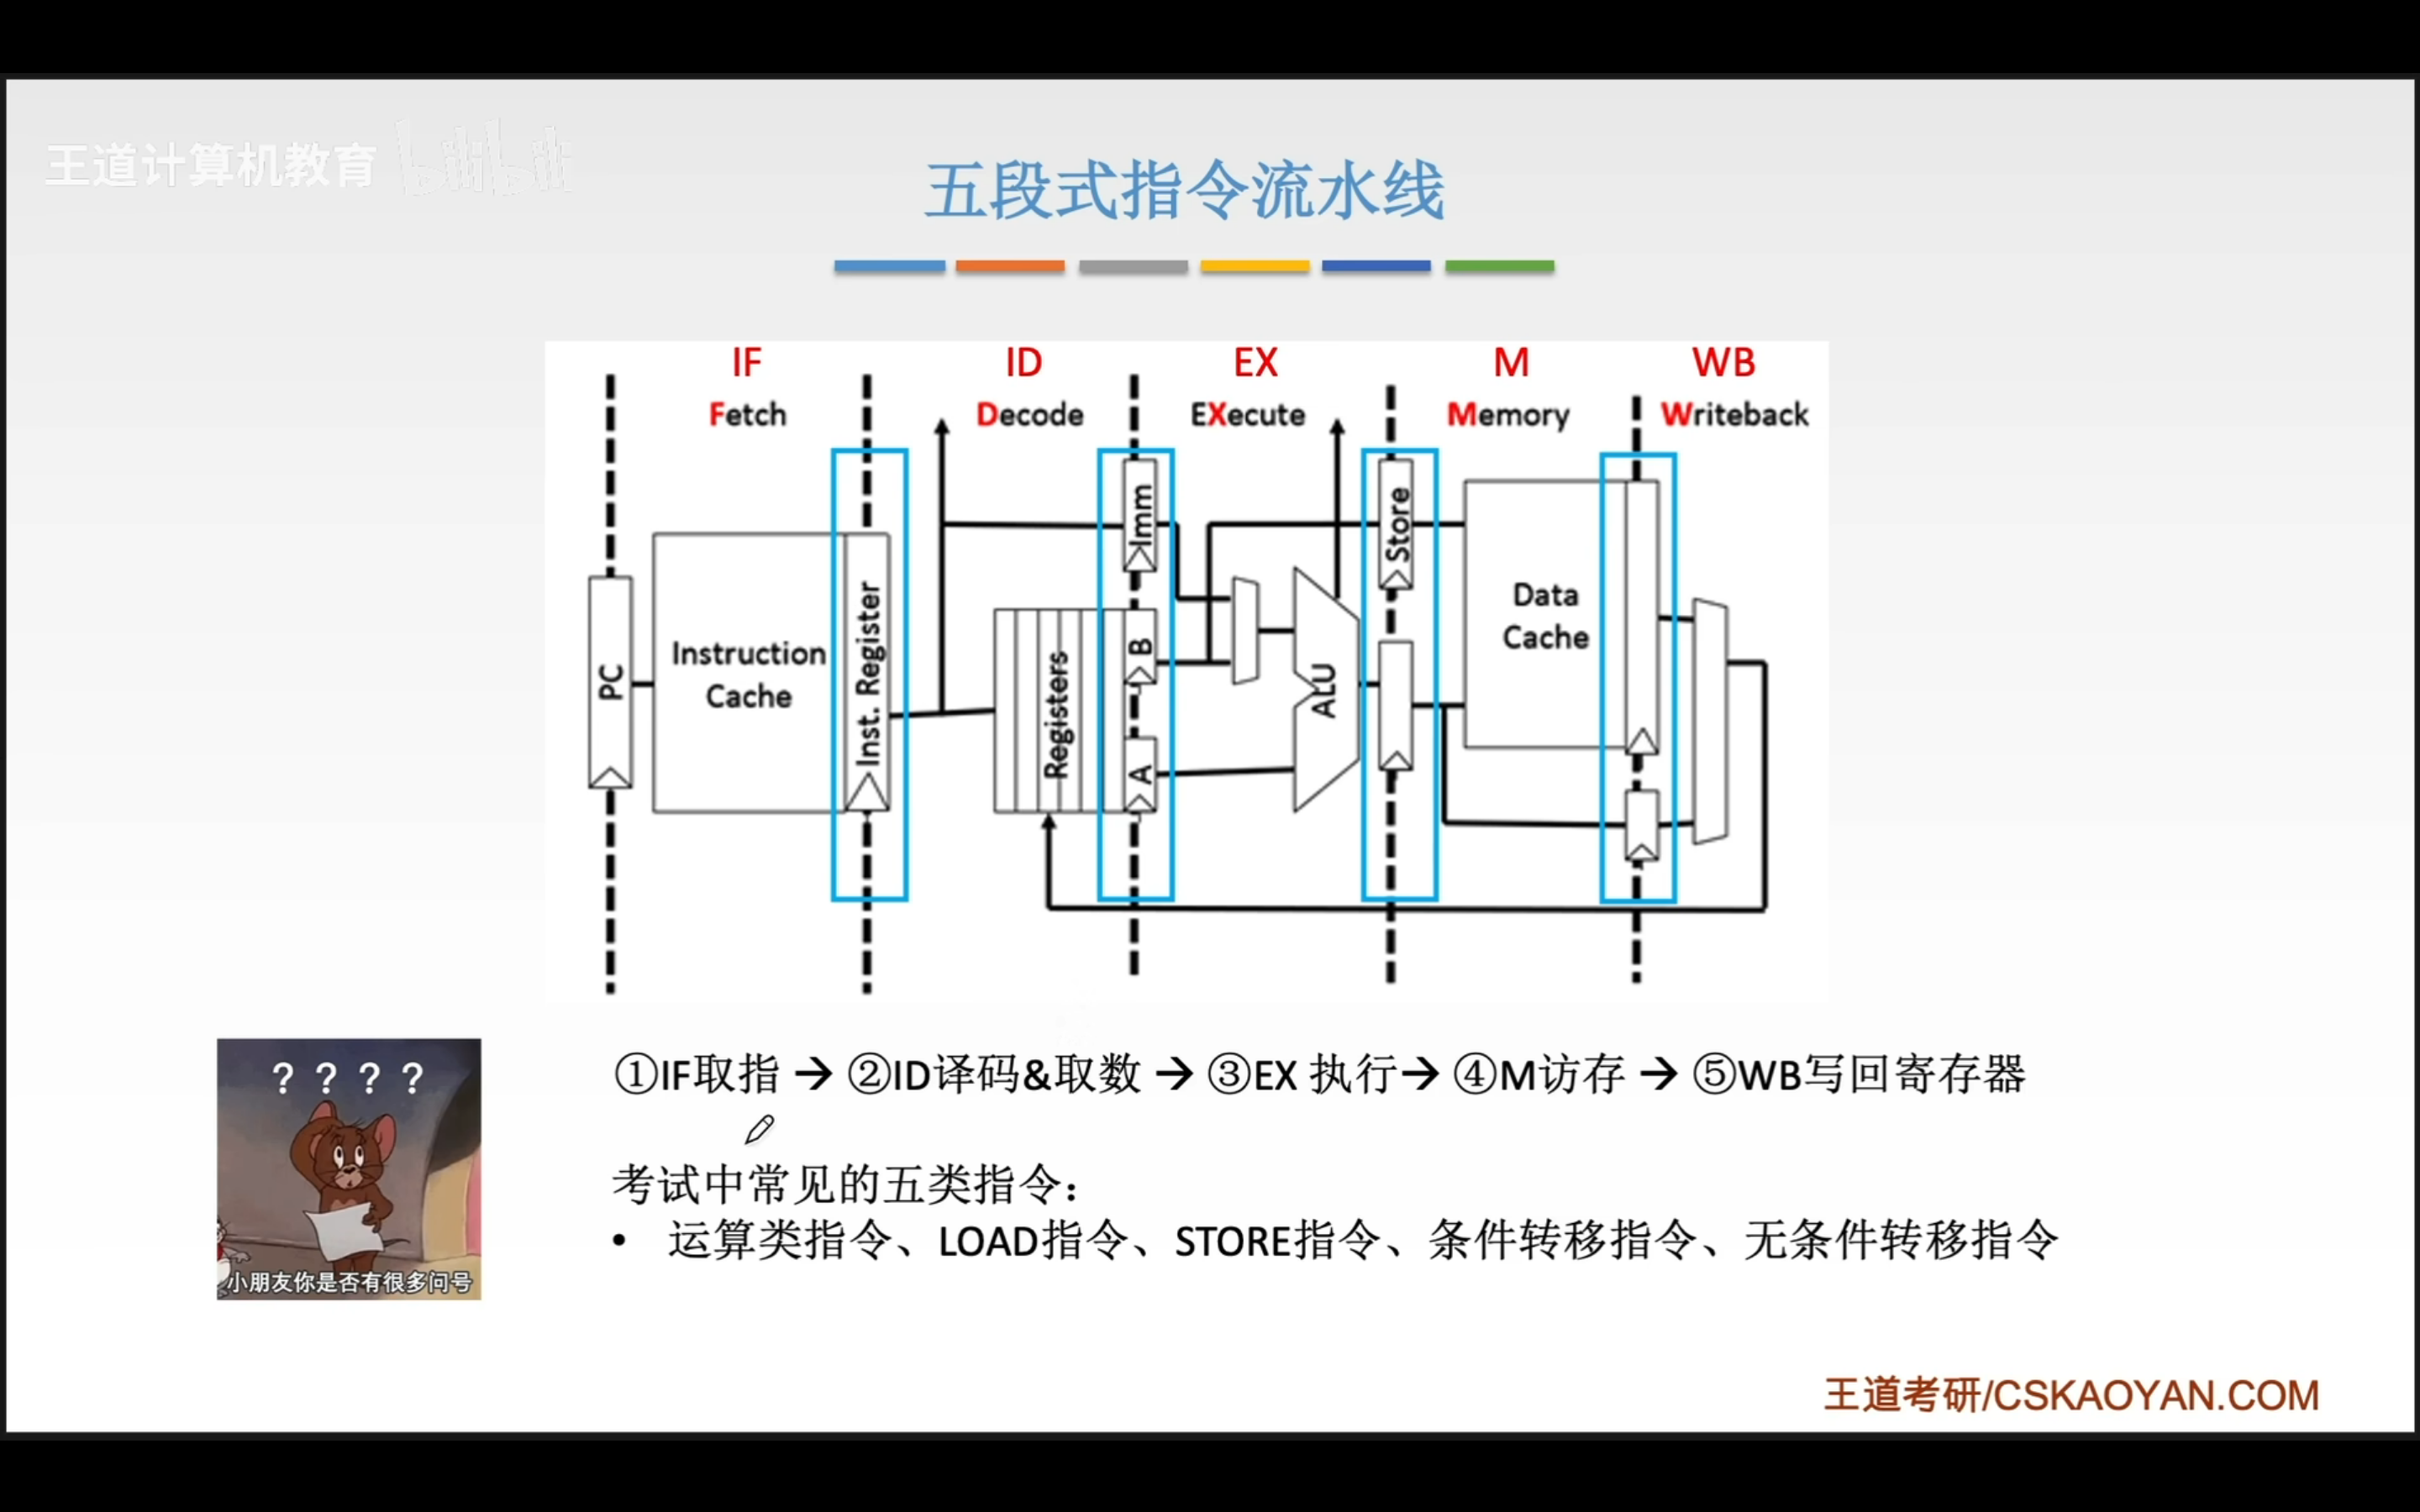 王道计算机教育 bilibili
五段式指令流水线
IF ID EX M WB
Fetch Decode EXecute Memory Writeback
PC
Instruction
Cache
Inst. Register
Registers
Imm
B
A
ALU
Store
Data
Cache
①IF取指 → ②ID译码&取数 → ③EX 执行→ ④M访存 → ⑤WB写回寄存器
? ? ? ?
小朋友你是否有很多问号
考试中常见的五类指令：
• 运算类指令、LOAD指令、STORE指令、条件转移指令、无条件转移指令
王道考研/CSKAOYAN.COM